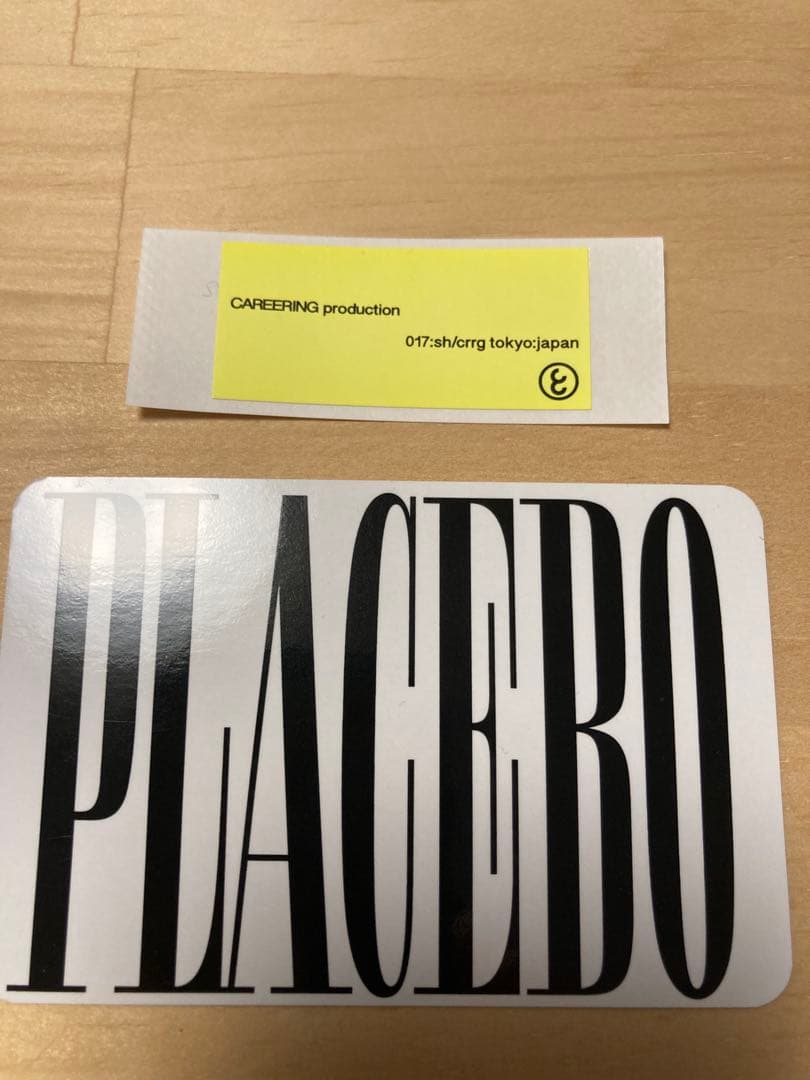 CAREERING production
017:sh/crrg tokyo:japan
PLACEBO